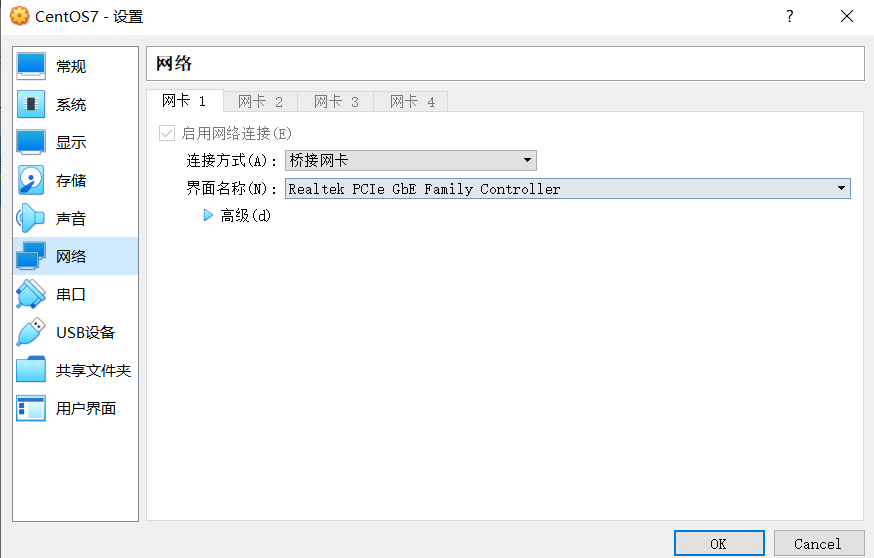 CentOS7 - 设置
?
常规
系统
显示
存储
声音
网络
串口
USB设备
共享文件夹
用户界面
网络
网卡 1 网卡 2 网卡 3 网卡 4
启用网络连接(E)
连接方式(A): 桥接网卡
界面名称(N): Realtek PCIe GbE Family Controller
高级(d)
OK Cancel